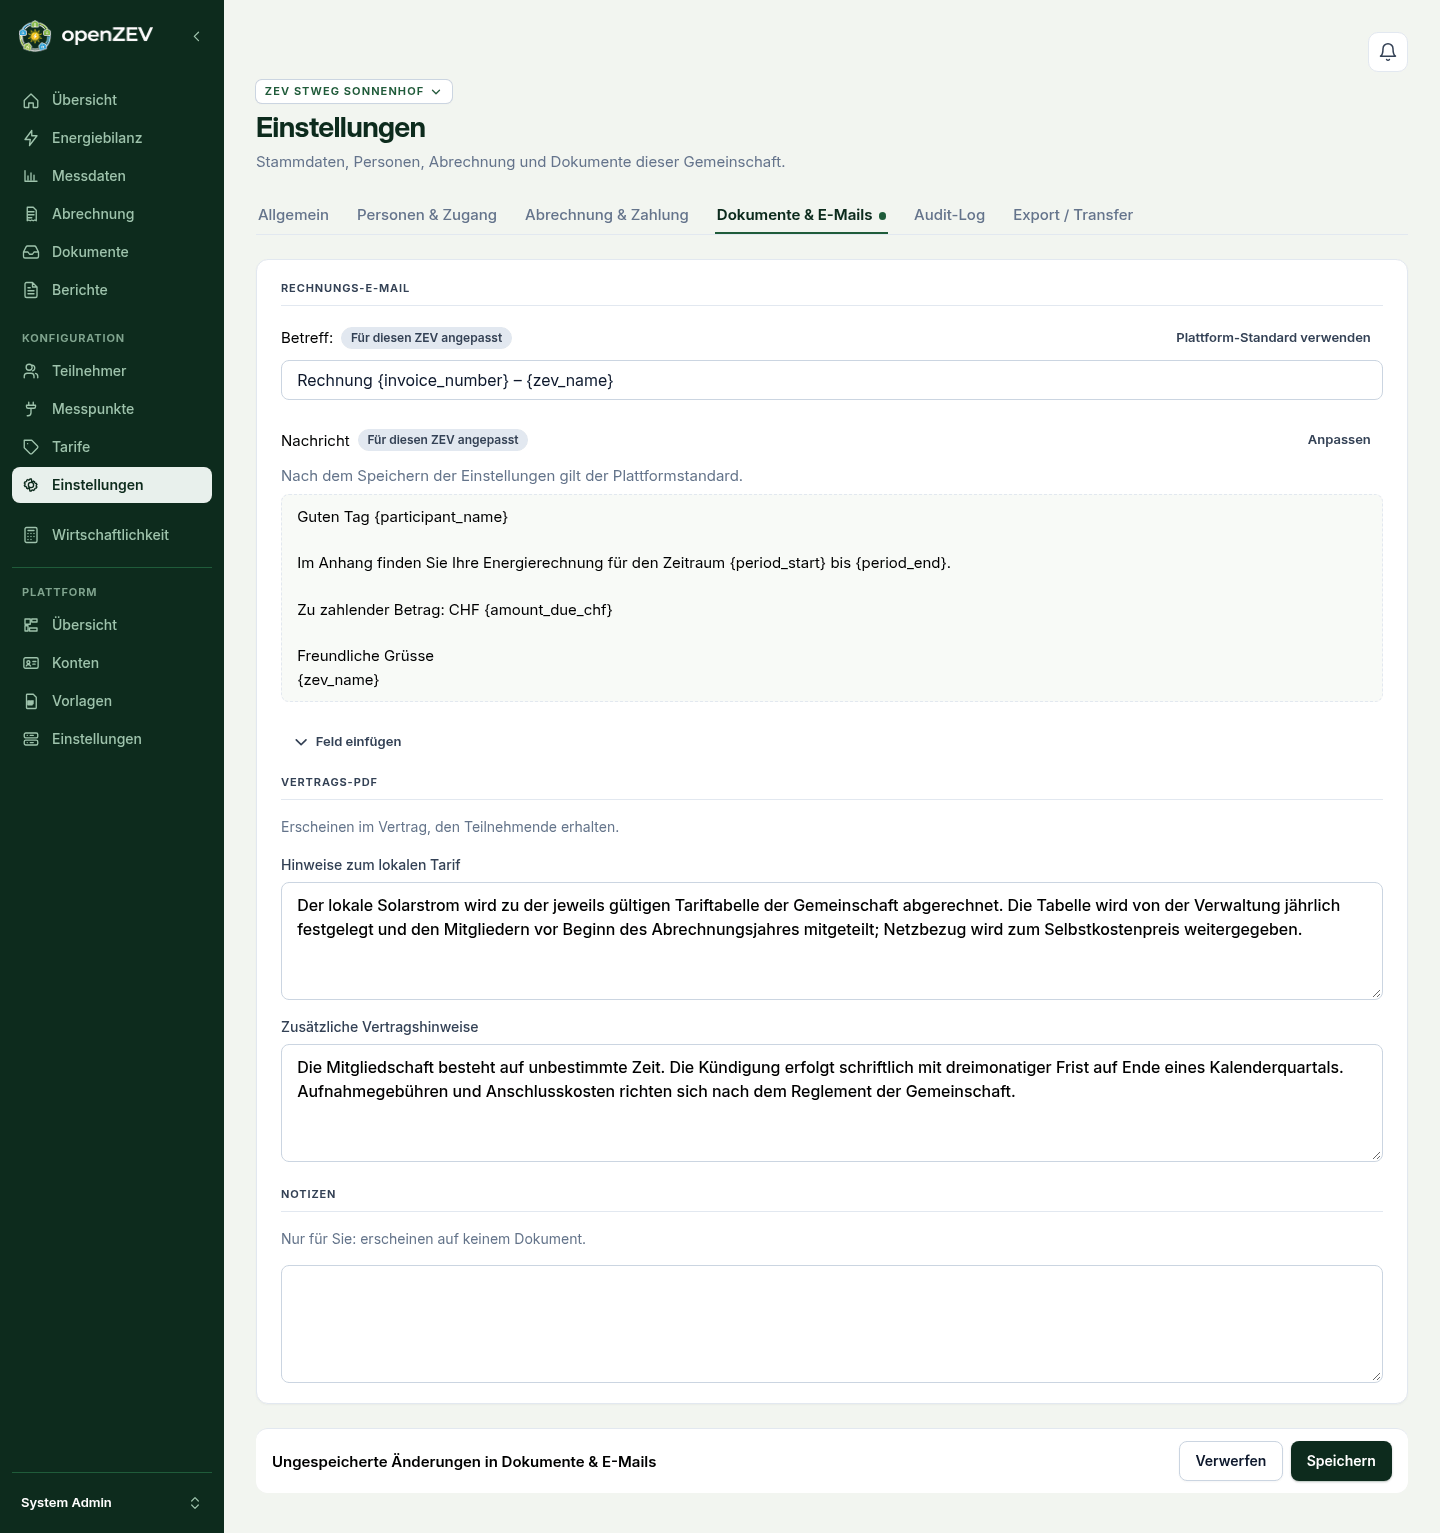 openZEV
Übersicht
Energiebilanz
Messdaten
Abrechnung
Dokumente
Berichte
KONFIGURATION
Teilnehmer
Messpunkte
Tarife
Einstellungen
Wirtschaftlichkeit
PLATTFORM
Übersicht
Konten
Vorlagen
Einstellungen
System Admin
ZEV STWEG SONNENHOF
Einstellungen
Stammdaten, Personen, Abrechnung und Dokumente dieser Gemeinschaft.
Allgemein Personen & Zugang Abrechnung & Zahlung Dokumente & E-Mails Audit-Log Export / Transfer
RECHNUNGS-E-MAIL
Betreff: Für diesen ZEV angepasst Plattform-Standard verwenden
Rechnung {invoice_number} – {zev_name}
Nachricht Für diesen ZEV angepasst Anpassen
Nach dem Speichern der Einstellungen gilt der Plattformstandard.
Guten Tag {participant_name}
Im Anhang finden Sie Ihre Energierechnung für den Zeitraum {period_start} bis {period_end}.
Zu zahlender Betrag: CHF {amount_due_chf}
Freundliche Grüsse
{zev_name}
Feld einfügen
VERTRAGS-PDF
Erscheinen im Vertrag, den Teilnehmende erhalten.
Hinweise zum lokalen Tarif
Der lokale Solarstrom wird zu der jeweils gültigen Tariftabelle der Gemeinschaft abgerechnet. Die Tabelle wird von der Verwaltung jährlich
festgelegt und den Mitgliedern vor Beginn des Abrechnungsjahres mitgeteilt; Netzbezug wird zum Selbstkostenpreis weitergegeben.
Zusätzliche Vertragshinweise
Die Mitgliedschaft besteht auf unbestimmte Zeit. Die Kündigung erfolgt schriftlich mit dreimonatiger Frist auf Ende eines Kalenderquartals.
Aufnahmegebühren und Anschlusskosten richten sich nach dem Reglement der Gemeinschaft.
NOTIZEN
Nur für Sie: erscheinen auf keinem Dokument.
Ungespeicherte Änderungen in Dokumente & E-Mails Verwerfen Speichern